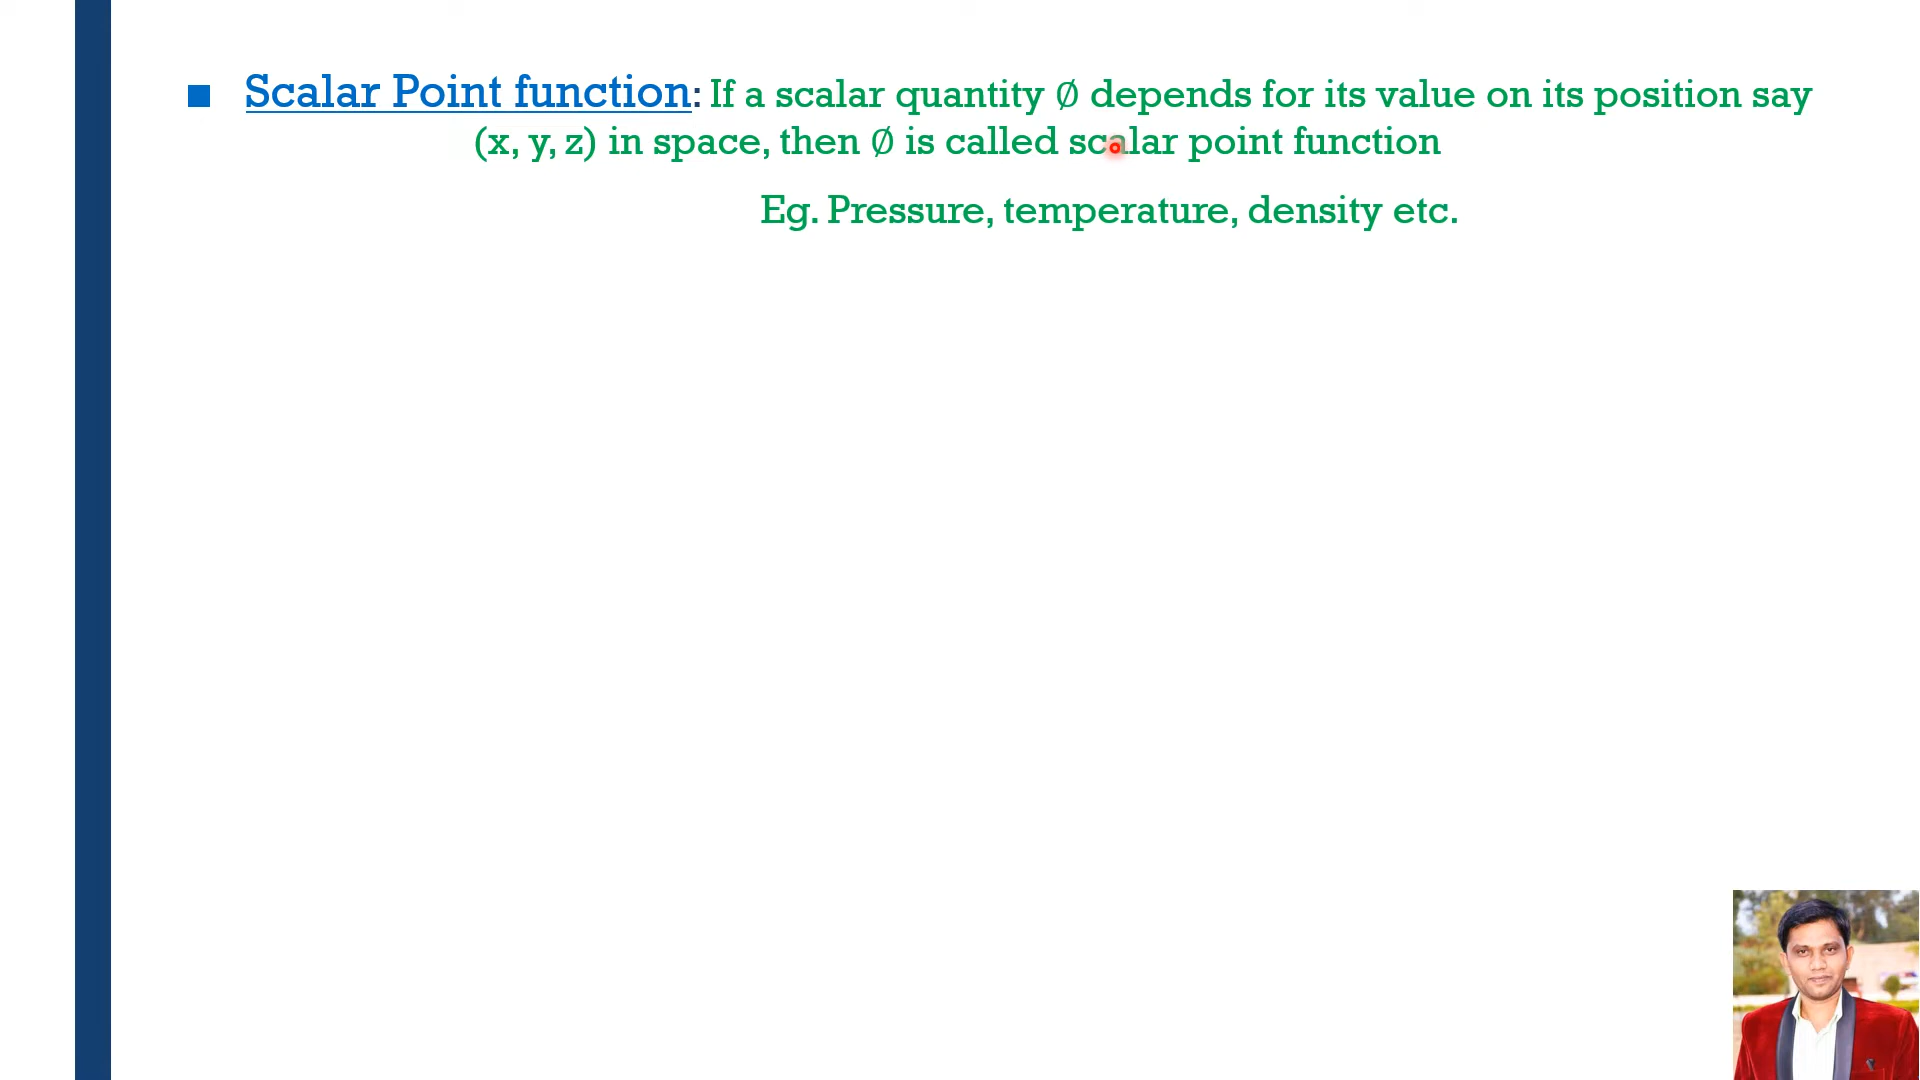 Scalar Point function: If a scalar quantity ∅ depends for its value on its position say
(x, y, z) in space, then ∅ is called scalar point function
Eg. Pressure, temperature, density etc.